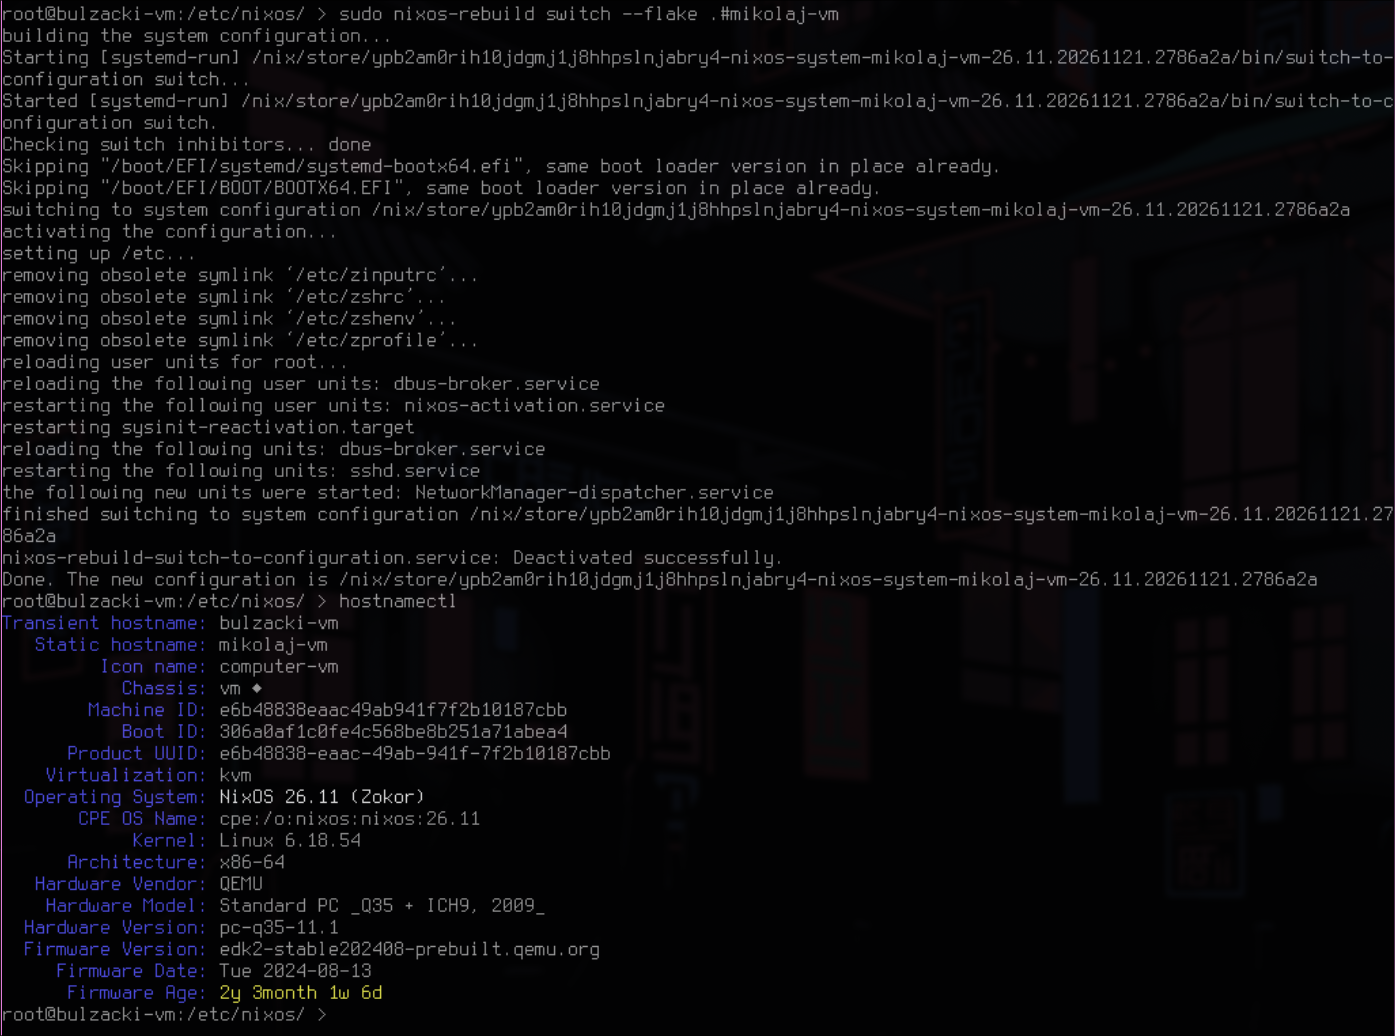 root@bulzacki-vm:/etc/nixos/ > sudo nixos-rebuild switch --flake .#mikolaj-vm
building the system configuration...
Starting [systemd-run] /nix/store/ypb2am0rih10jdgmj1j8hhpslnjabry4-nixos-system-mikolaj-vm-26.11.20261121.2786a2a/bin/switch-to-
configuration switch...
Started [systemd-run] /nix/store/ypb2am0rih10jdgmj1j8hhpslnjabry4-nixos-system-mikolaj-vm-26.11.20261121.2786a2a/bin/switch-to-c
onfiguration switch.
Checking switch inhibitors... done
Skipping "/boot/EFI/systemd/systemd-bootx64.efi", same boot loader version in place already.
Skipping "/boot/EFI/BOOT/BOOTX64.EFI", same boot loader version in place already.
switching to system configuration /nix/store/ypb2am0rih10jdgmj1j8hhpslnjabry4-nixos-system-mikolaj-vm-26.11.20261121.2786a2a
activating the configuration...
setting up /etc...
removing obsolete symlink ‘/etc/zinputrc’...
removing obsolete symlink ‘/etc/zshrc’...
removing obsolete symlink ‘/etc/zshenv’...
removing obsolete symlink ‘/etc/zprofile’...
reloading user units for root...
reloading the following user units: dbus-broker.service
restarting the following user units: nixos-activation.service
restarting sysinit-reactivation.target
reloading the following units: dbus-broker.service
restarting the following units: sshd.service
the following new units were started: NetworkManager-dispatcher.service
finished switching to system configuration /nix/store/ypb2am0rih10jdgmj1j8hhpslnjabry4-nixos-system-mikolaj-vm-26.11.20261121.27
86a2a
nixos-rebuild-switch-to-configuration.service: Deactivated successfully.
Done. The new configuration is /nix/store/ypb2am0rih10jdgmj1j8hhpslnjabry4-nixos-system-mikolaj-vm-26.11.20261121.2786a2a
root@bulzacki-vm:/etc/nixos/ > hostnamectl
Transient hostname: bulzacki-vm
Static hostname: mikolaj-vm
Icon name: computer-vm
Chassis: vm ◆
Machine ID: e6b48838eaac49ab941f7f2b10187cbb
Boot ID: 306a0af1c0fe4c568be8b251a71abea4
Product UUID: e6b48838-eaac-49ab-941f-7f2b10187cbb
Virtualization: kvm
Operating System: NixOS 26.11 (Zokor)
CPE OS Name: cpe:/o:nixos:nixos:26.11
Kernel: Linux 6.18.54
Architecture: x86-64
Hardware Vendor: QEMU
Hardware Model: Standard PC _Q35 + ICH9, 2009_
Hardware Version: pc-q35-11.1
Firmware Version: edk2-stable202408-prebuilt.qemu.org
Firmware Date: Tue 2024-08-13
Firmware Age: 2y 3month 1w 6d
root@bulzacki-vm:/etc/nixos/ >